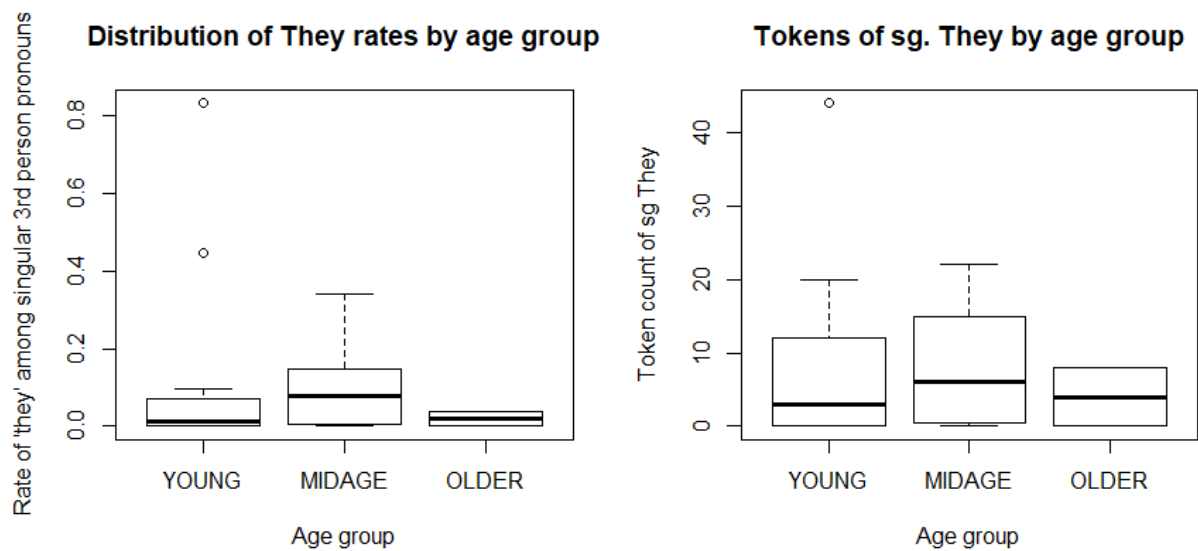 Distribution of They rates by age group
Rate of 'they' among singular 3rd person pronouns
0.8
0.6
0.4
0.2
0.0
YOUNG MIDAGE OLDER
Age group
Tokens of sg. They by age group
Token count of sg They
40
30
20
10
0
YOUNG MIDAGE OLDER
Age group